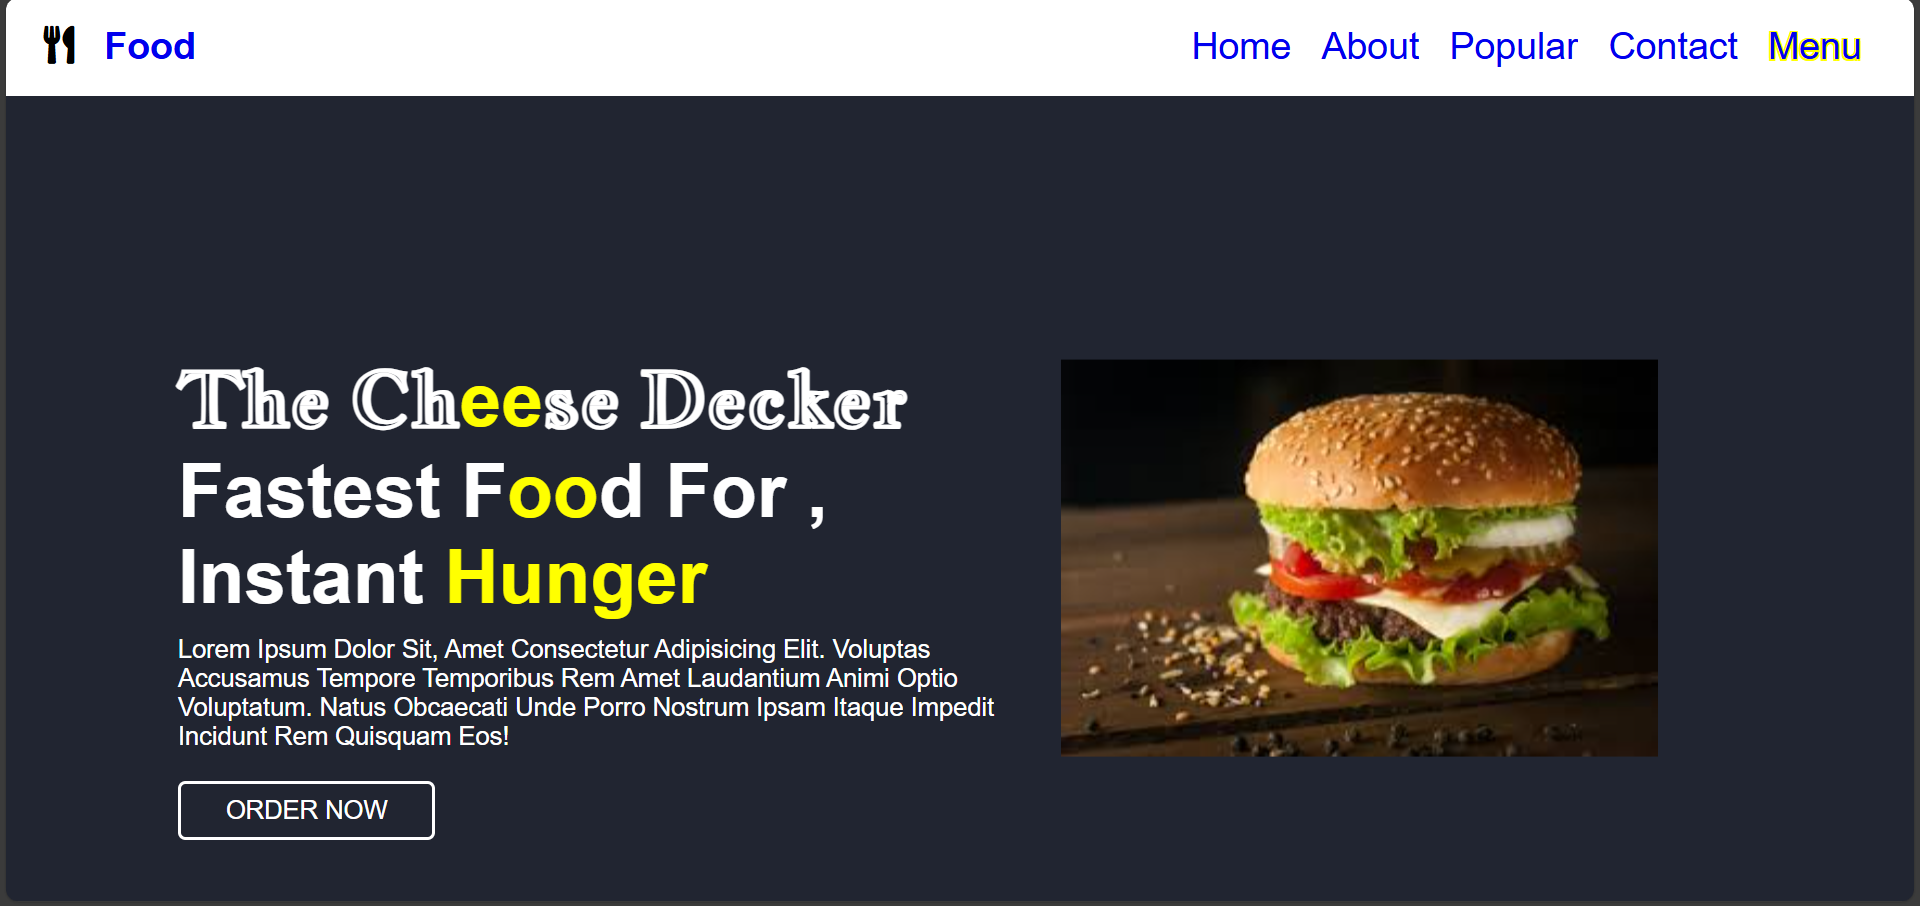 Food
Home About Popular Contact Menu
The Cheese Decker
Fastest Food For ,
Instant Hunger
Lorem Ipsum Dolor Sit, Amet Consectetur Adipisicing Elit. Voluptas
Accusamus Tempore Temporibus Rem Amet Laudantium Animi Optio
Voluptatum. Natus Obcaecati Unde Porro Nostrum Ipsam Itaque Impedit
Incidunt Rem Quisquam Eos!
ORDER NOW